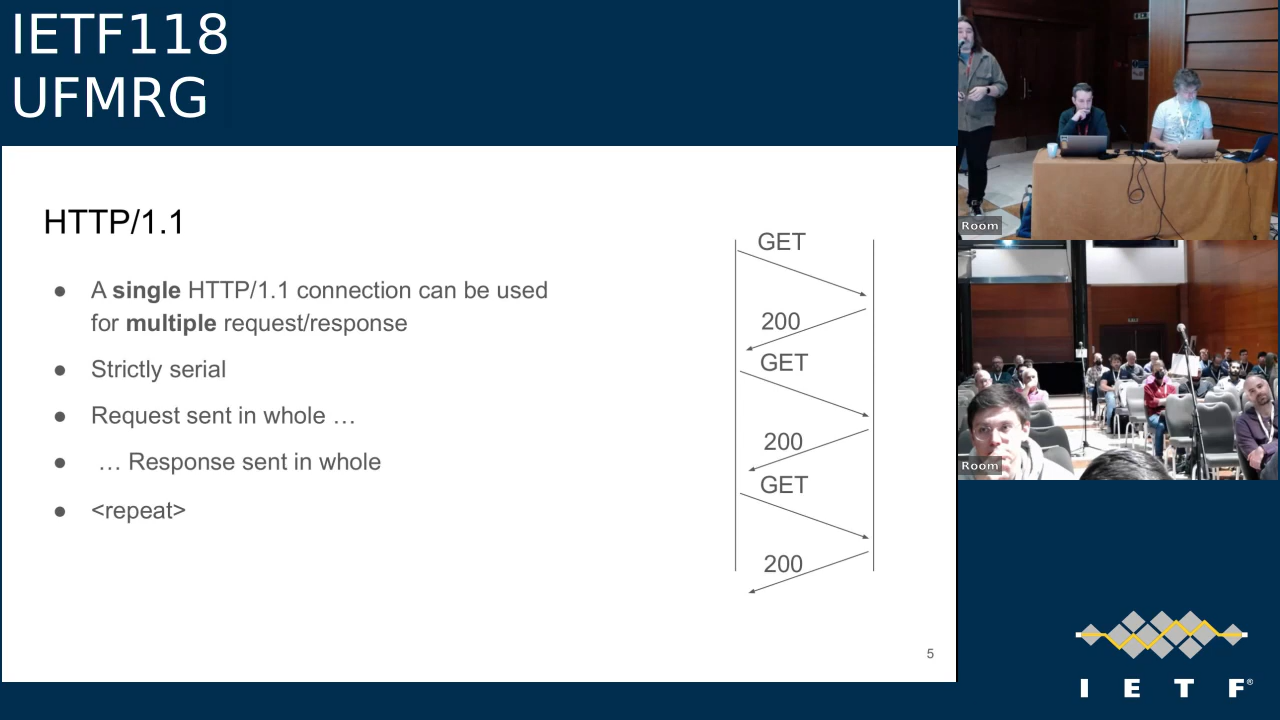 IETF118
UFMRG
HTTP/1.1
● A single HTTP/1.1 connection can be used
for multiple request/response
● Strictly serial
● Request sent in whole …
● … Response sent in whole
● <repeat>
GET
200
GET
200
GET
200
5
Room
Room
I E T F®